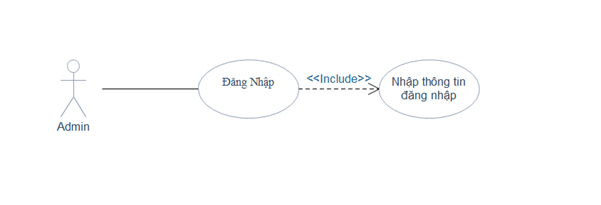 Đăng Nhập
<<Include>>
Nhập thông tin
đăng nhập
Admin